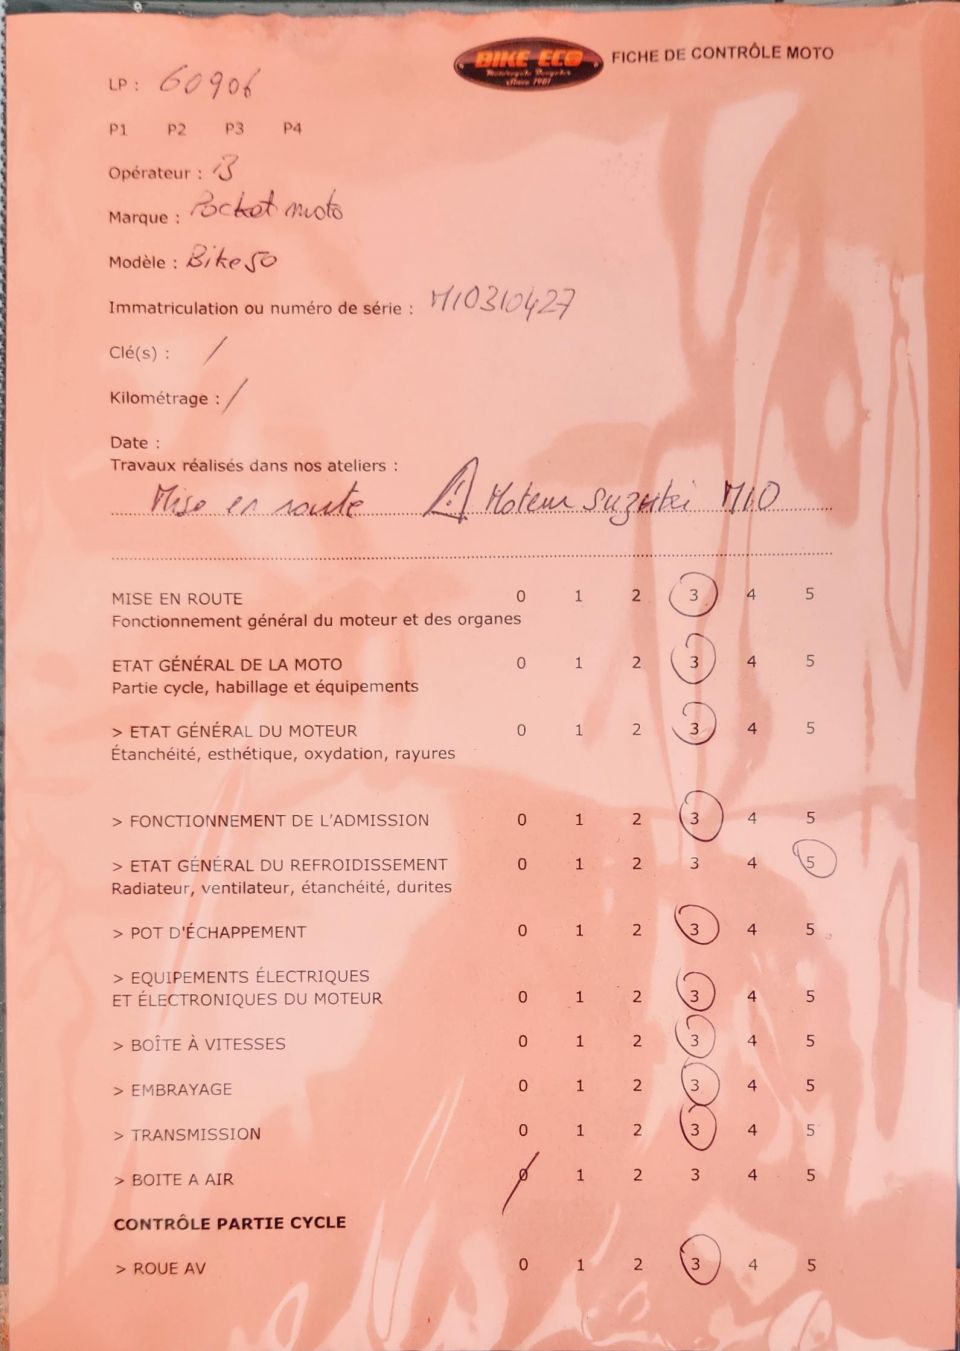 BIKE ECO
Motorcycle Recycler
Since 1981
FICHE DE CONTRÔLE MOTO
LP : 60906
P1 P2 P3 P4
Opérateur : B
Marque : Pocket moto
Modèle : Bike 50
Immatriculation ou numéro de série : M10310427
Clé(s) : /
Kilométrage : /
Date :
Travaux réalisés dans nos ateliers :
Mise en route ! Moteur suzuki M10
MISE EN ROUTE 0 1 2 3 4 5
Fonctionnement général du moteur et des organes
ETAT GÉNÉRAL DE LA MOTO 0 1 2 3 4 5
Partie cycle, habillage et équipements
> ETAT GÉNÉRAL DU MOTEUR 0 1 2 3 4 5
Étanchéité, esthétique, oxydation, rayures
> FONCTIONNEMENT DE L'ADMISSION 0 1 2 3 4 5
> ETAT GÉNÉRAL DU REFROIDISSEMENT 0 1 2 3 4 5
Radiateur, ventilateur, étanchéité, durites
> POT D'ÉCHAPPEMENT 0 1 2 3 4 5
> EQUIPEMENTS ÉLECTRIQUES
ET ÉLECTRONIQUES DU MOTEUR 0 1 2 3 4 5
> BOÎTE À VITESSES 0 1 2 3 4 5
> EMBRAYAGE 0 1 2 3 4 5
> TRANSMISSION 0 1 2 3 4 5
> BOITE A AIR 0 1 2 3 4 5
CONTRÔLE PARTIE CYCLE
> ROUE AV 0 1 2 3 4 5